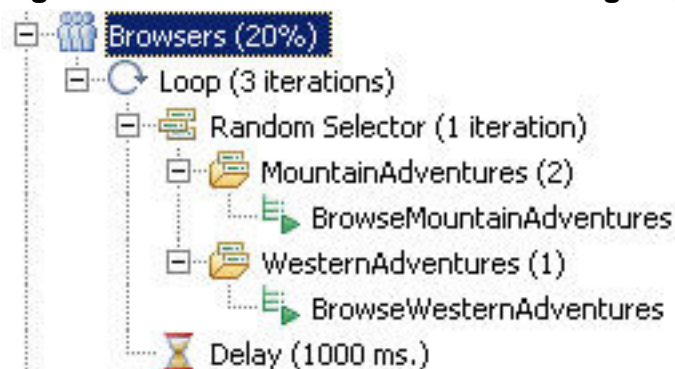 Browsers (20%)
Loop (3 iterations)
Random Selector (1 iteration)
MountainAdventures (2)
BrowseMountainAdventures
WesternAdventures (1)
BrowseWesternAdventures
Delay (1000 ms.)